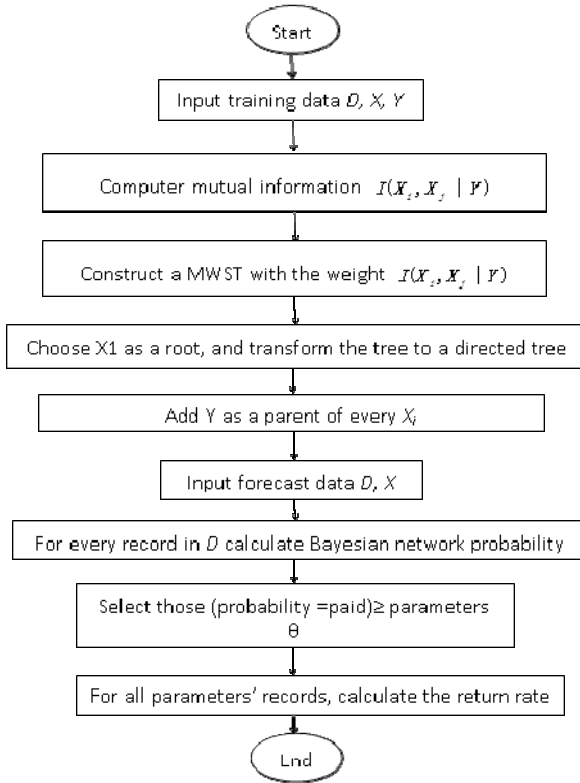 Start
Input training data D, X, Y
Computer mutual information I(Xᵢ, Xⱼ | Y)
Construct a MWST with the weight I(Xᵢ, Xⱼ | Y)
Choose X1 as a root, and transform the tree to a directed tree
Add Y as a parent of every Xᵢ
Input forecast data D, X
For every record in D calculate Bayesian network probability
Select those (probability =paid)≥ parameters
θ
For all parameters' records, calculate the return rate
End